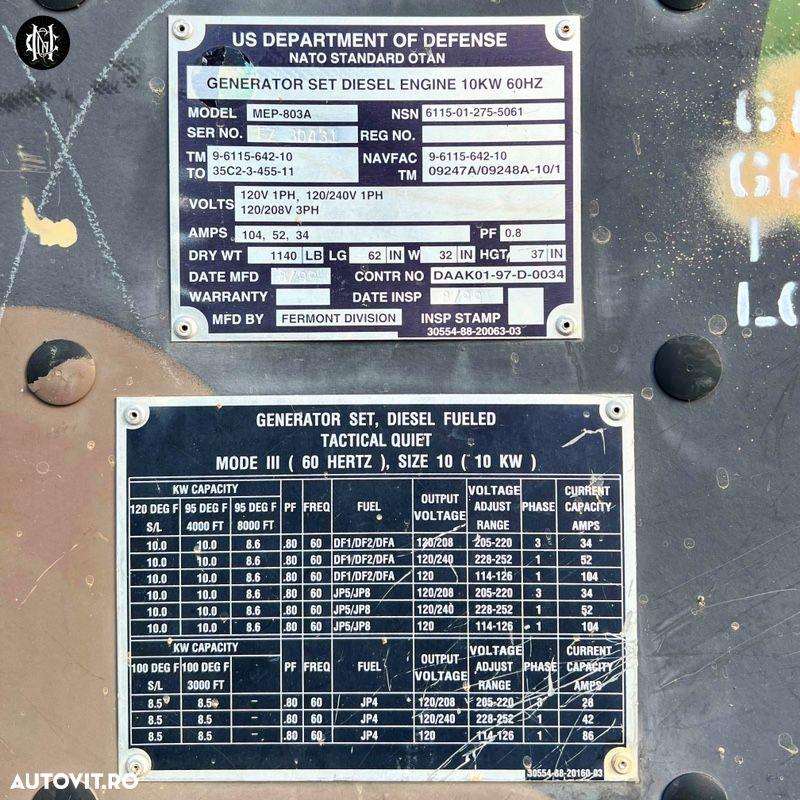 US DEPARTMENT OF DEFENSE
NATO STANDARD OTAN
GENERATOR SET DIESEL ENGINE 10KW 60HZ
MODEL MEP-803A NSN 6115-01-275-5061
SER NO. FZ 30431 REG NO.
TM 9-6115-642-10 NAVFAC 9-6115-642-10
TO 35C2-3-455-11 TM 09247A/09248A-10/1
VOLTS 120V 1PH, 120/240V 1PH
120/208V 3PH
AMPS 104, 52, 34 PF 0.8
DRY WT 1140 LB LG 62 IN W 32 IN HGT 37 IN
DATE MFD CONTR NO DAAK01-97-D-0034
WARRANTY DATE INSP
MFD BY FERMONT DIVISION INSP STAMP
30554-88-20063-03
GENERATOR SET, DIESEL FUELED
TACTICAL QUIET
MODE III ( 60 HERTZ ), SIZE 10 ( 10 KW )
KW CAPACITY PF FREQ FUEL OUTPUT VOLTAGE VOLTAGE ADJUST RANGE PHASE CURRENT CAPACITY AMPS
120 DEG F S/L 95 DEG F 4000 FT 95 DEG F 8000 FT
10.0 10.0 8.6 .80 60 DF1/DF2/DFA 120/208 205-220 3 34
10.0 10.0 8.6 .80 60 DF1/DF2/DFA 120/240 228-252 1 52
10.0 10.0 8.6 .80 60 DF1/DF2/DFA 120 114-126 1 104
10.0 10.0 8.6 .80 60 JP5/JP8 120/208 205-220 3 34
10.0 10.0 8.6 .80 60 JP5/JP8 120/240 228-252 1 52
10.0 10.0 8.6 .80 60 JP5/JP8 120 114-126 1 104
KW CAPACITY PF FREQ FUEL OUTPUT VOLTAGE VOLTAGE ADJUST RANGE PHASE CURRENT CAPACITY AMPS
100 DEG F S/L 100 DEG F 3000 FT
8.5 8.5 – .80 60 JP4 120/208 205-220 3 28
8.5 8.5 – .80 60 JP4 120/240 228-252 1 42
8.5 8.5 – .80 60 JP4 120 114-126 1 86
30554-88-20160-03
AUTOVIT.RO